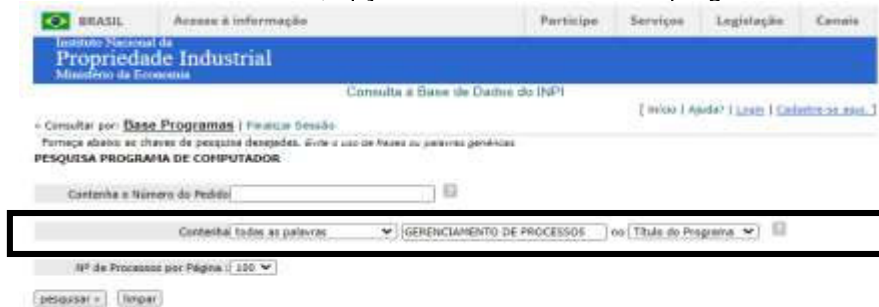 BRASIL Acesso à informação Participe Serviços Legislação Canais
Instituto Nacional da
Propriedade Industrial
Ministério da Economia
Consulta à Base de Dados do INPI
[ Início | Ajuda? | Login | Cadastre-se aqui. ]
» Consultar por: Base Programas | Finalizar Sessão
Forneça abaixo as chaves de pesquisa desejadas. Evite o uso de frases ou palavras genéricas
PESQUISA PROGRAMA DE COMPUTADOR
Contenha o Número do Pedido
Contenha todas as palavras GERENCIAMENTO DE PROCESSOS no Título do Programa
Nº de Processos por Página : 100
pesquisar » limpar